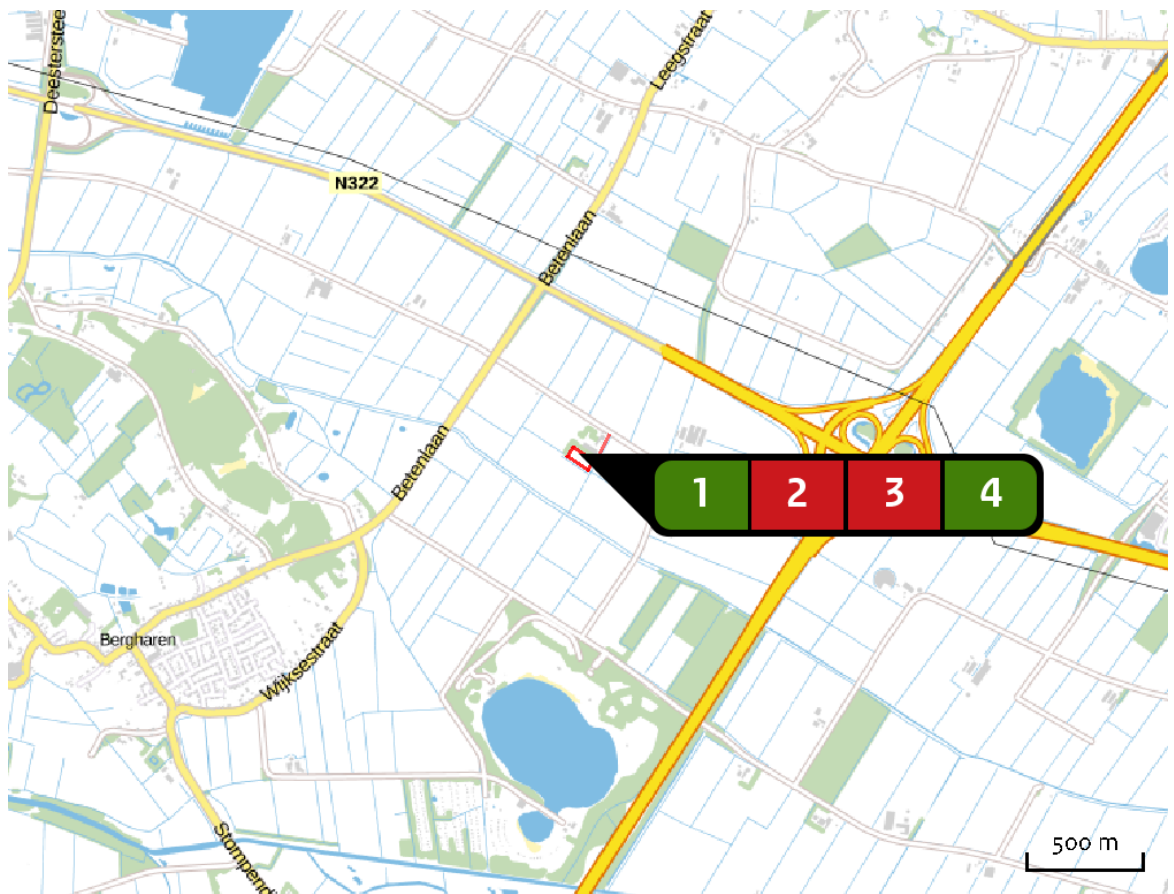 Deesterstee
Leegstraat
N322
Betenlaan
Betenlaan
1 2 3 4
Bergharen
Wijksestraat
Stompend
500 m